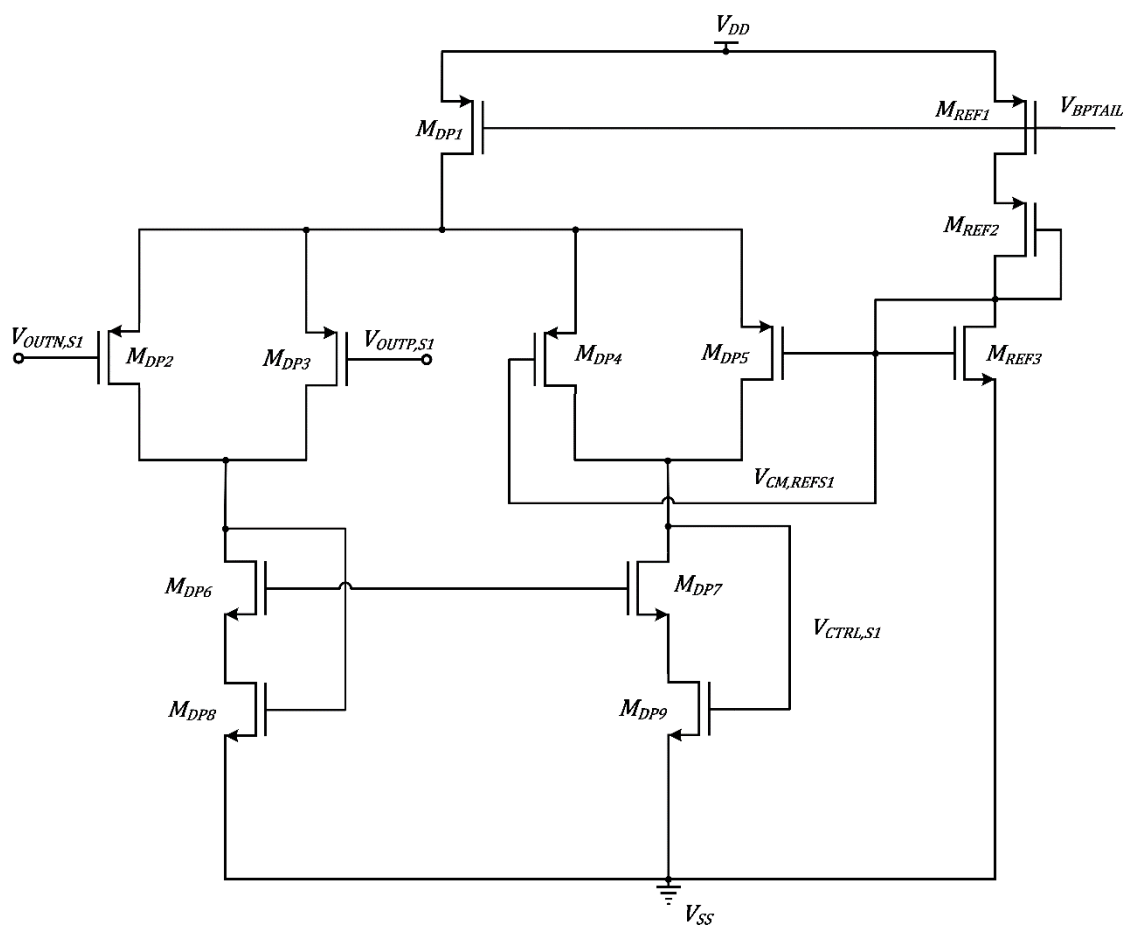 V_DD
M_DP1
M_REF1
V_BPTAIL
M_REF2
V_OUTN,S1
M_DP2
M_DP3
V_OUTP,S1
M_DP4
M_DP5
M_REF3
V_CM,REFS1
M_DP6
M_DP7
V_CTRL,S1
M_DP8
M_DP9
V_SS